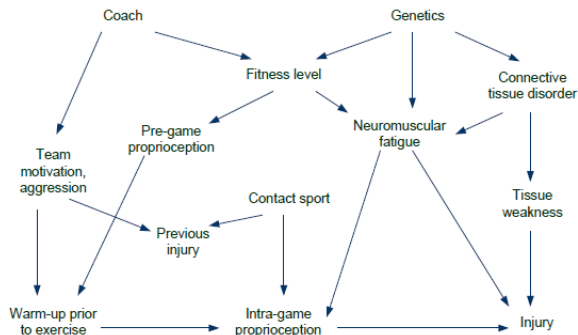 Coach
Genetics
Fitness level
Connective
tissue disorder
Pre-game
proprioception
Neuromuscular
fatigue
Team
motivation,
aggression
Contact sport
Tissue
weakness
Previous
injury
Warm-up prior
to exercise
Intra-game
proprioception
Injury